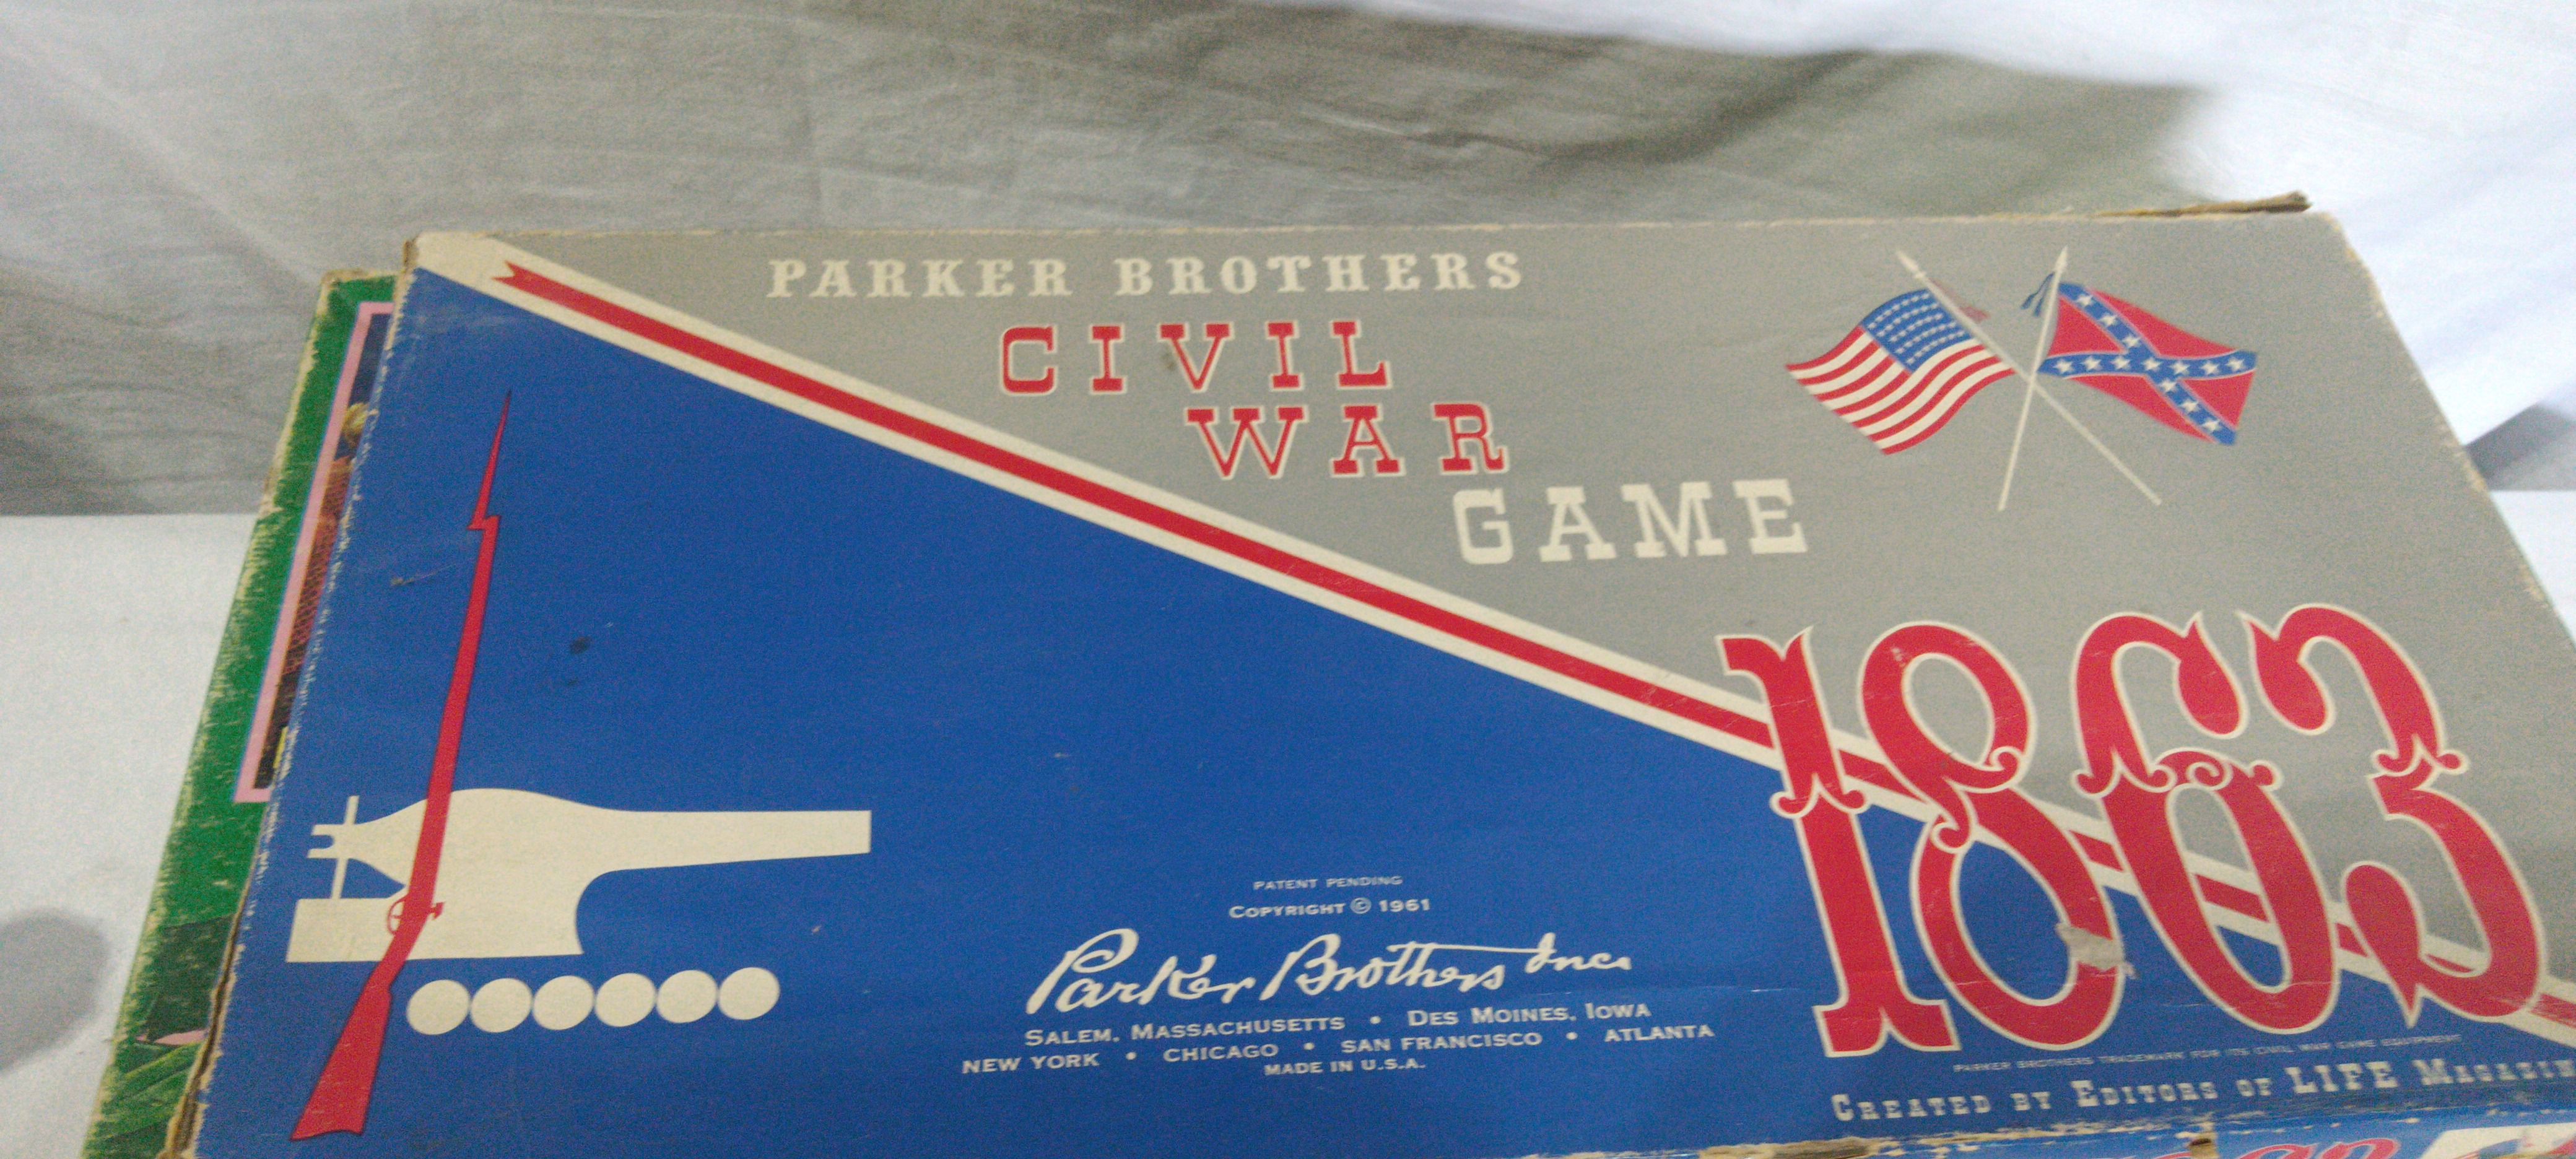 PARKER BROTHERS
CIVIL
WAR
GAME
1863
PATENT PENDING
COPYRIGHT © 1961
Parker Brothers Inc.
SALEM, MASSACHUSETTS • DES MOINES, IOWA
NEW YORK • CHICAGO • SAN FRANCISCO • ATLANTA
MADE IN U.S.A.
PARKER BROTHERS TRADEMARK FOR ITS CIVIL WAR GAME EQUIPMENT
CREATED BY EDITORS OF LIFE MAGAZIN